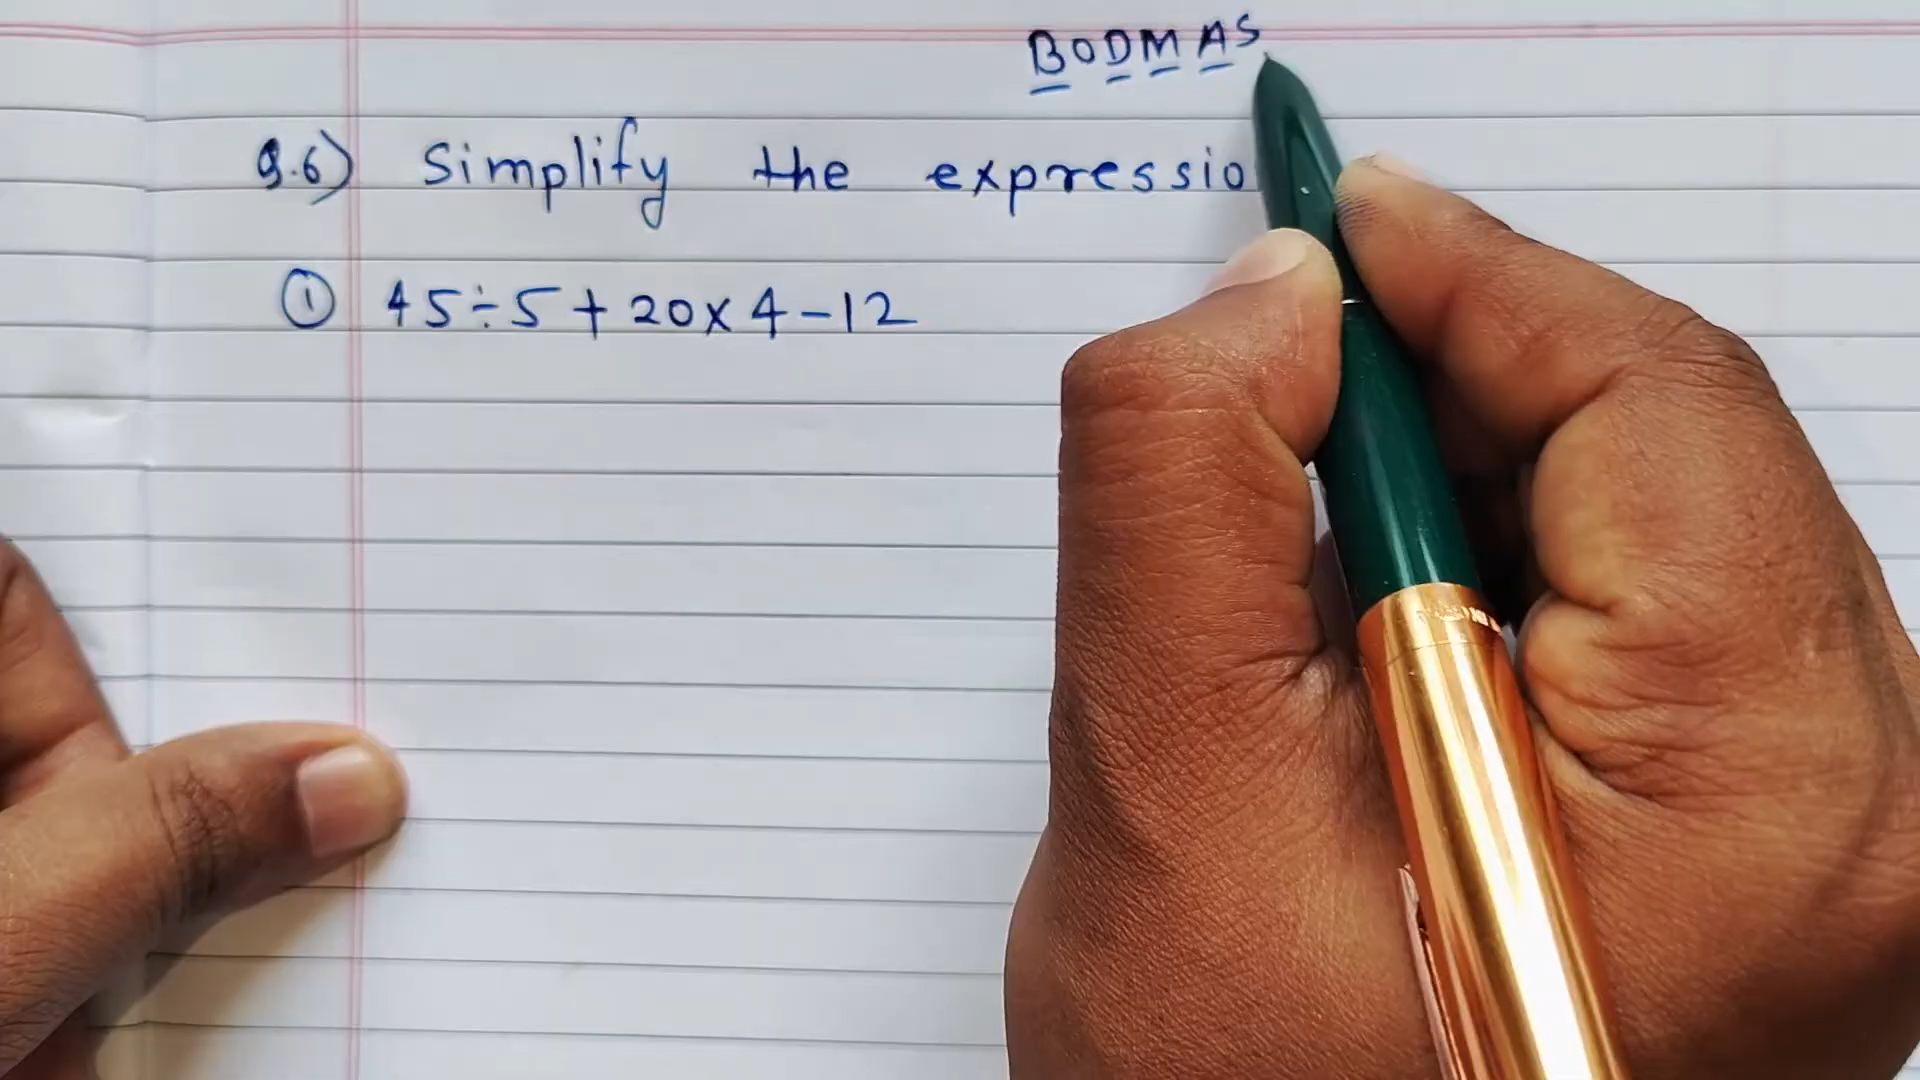 BODMAS
Q.6) Simplify the expressio
① 45÷5+20×4-12